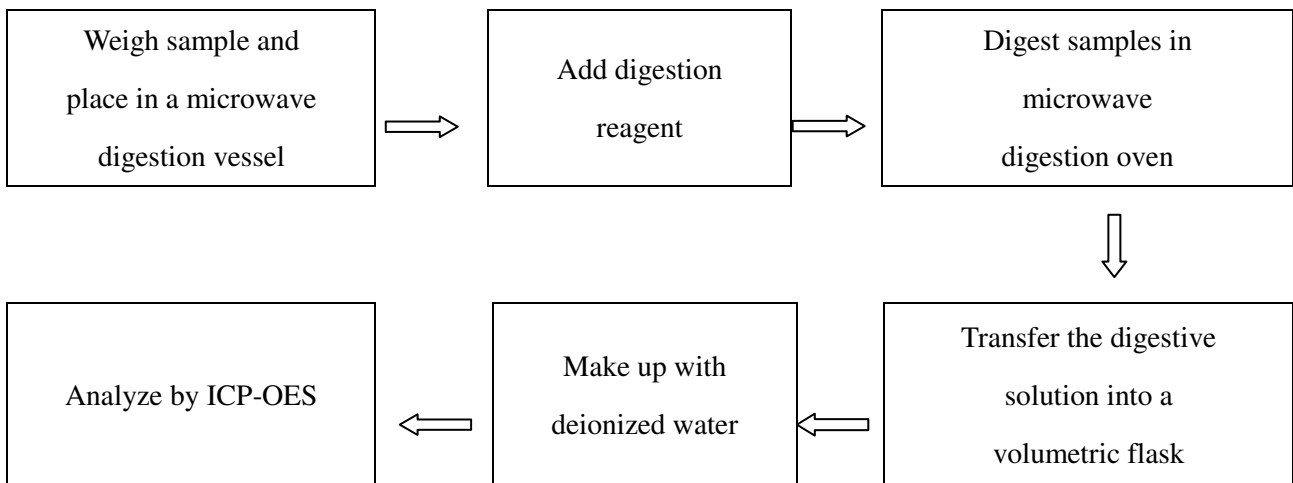 Weigh sample and
place in a microwave
digestion vessel
Add digestion
reagent
Digest samples in
microwave
digestion oven
Transfer the digestive
solution into a
volumetric flask
Make up with
deionized water
Analyze by ICP-OES